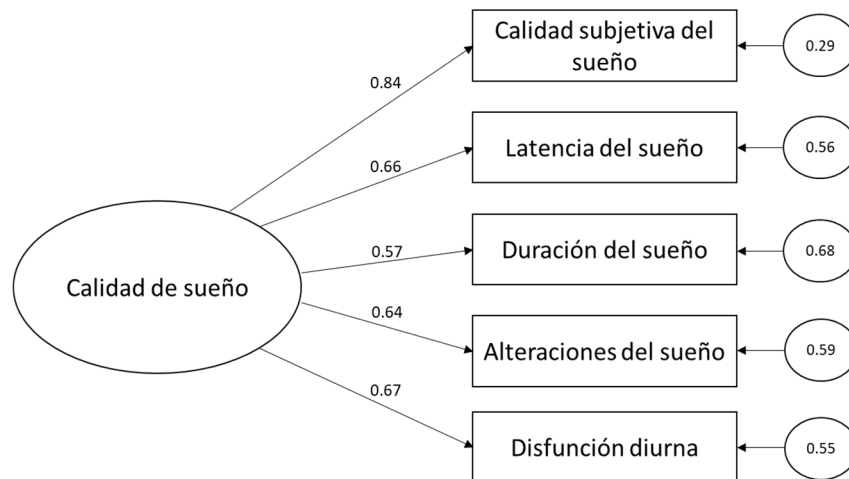 Calidad subjetiva del
sueño
0.29
0.84
Latencia del sueño
0.56
0.66
Duración del sueño
0.68
0.57
Calidad de sueño
0.64
Alteraciones del sueño
0.59
0.67
Disfunción diurna
0.55